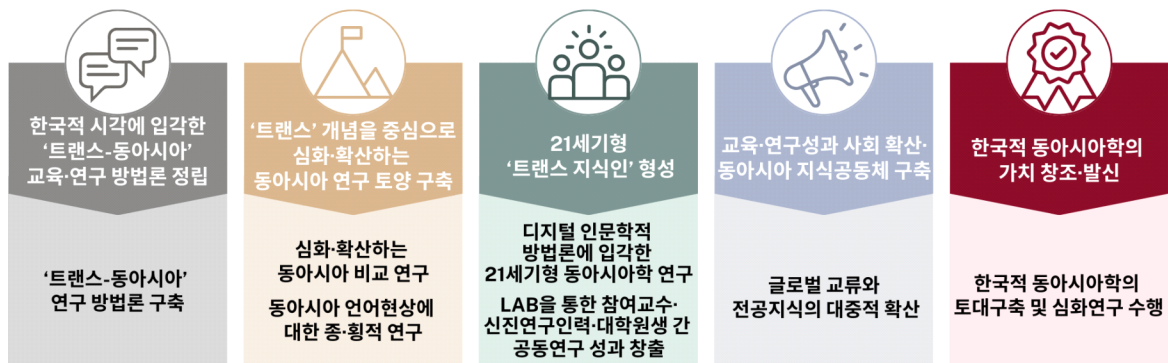 한국적 시각에 입각한
‘트랜스-동아시아’
교육·연구 방법론 정립
‘트랜스-동아시아’
연구 방법론 구축
‘트랜스’ 개념을 중심으로
심화·확산하는
동아시아 연구 토양 구축
심화·확산하는
동아시아 비교 연구
동아시아 언어현상에
대한 종·횡적 연구
21세기형
‘트랜스 지식인’ 형성
디지털 인문학적
방법론에 입각한
21세기형 동아시아학 연구
LAB을 통한 참여교수·
신진연구인력·대학원생 간
공동연구 성과 창출
교육·연구성과 사회 확산·
동아시아 지식공동체 구축
글로벌 교류와
전공지식의 대중적 확산
한국적 동아시아학의
가치 창조·발신
한국적 동아시아학의
토대구축 및 심화연구 수행